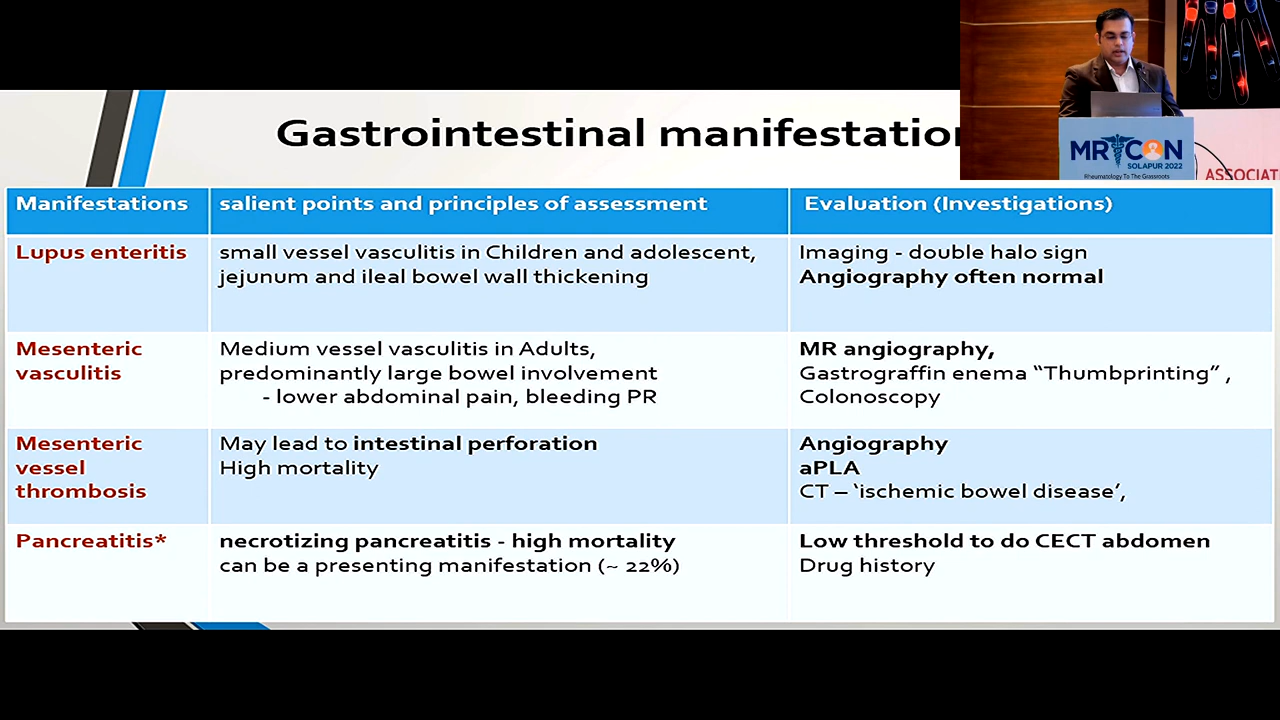 Gastrointestinal manifestation
MRCON
SOLAPUR 2022
Rheumatology To The Grassroots
ASSOCIAT
Manifestations
salient points and principles of assessment
Evaluation (Investigations)
Lupus enteritis
small vessel vasculitis in Children and adolescent,
jejunum and ileal bowel wall thickening
Imaging - double halo sign
Angiography often normal
Mesenteric
vasculitis
Medium vessel vasculitis in Adults,
predominantly large bowel involvement
- lower abdominal pain, bleeding PR
MR angiography,
Gastrograffin enema “Thumbprinting” ,
Colonoscopy
Mesenteric
vessel
thrombosis
May lead to intestinal perforation
High mortality
Angiography
aPLA
CT – ‘ischemic bowel disease’,
Pancreatitis*
necrotizing pancreatitis - high mortality
can be a presenting manifestation (~ 22%)
Low threshold to do CECT abdomen
Drug history